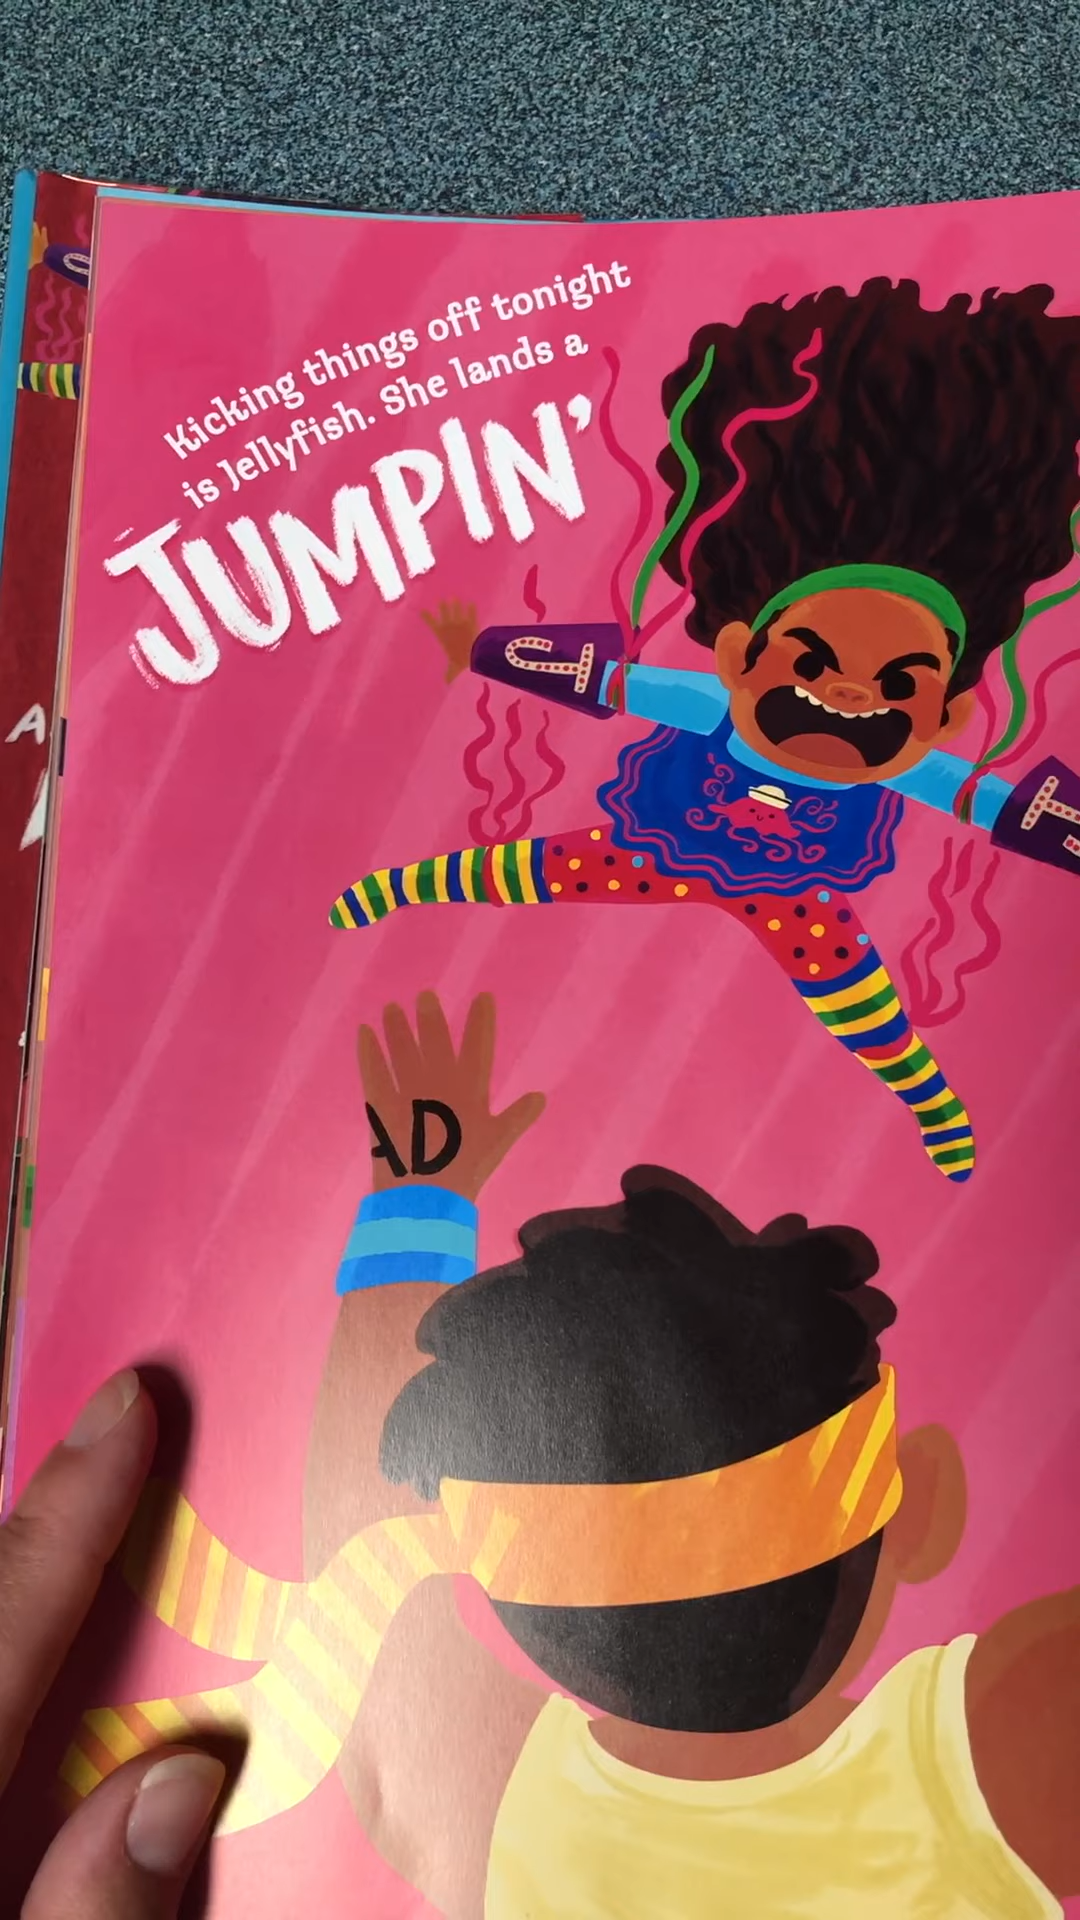 Kicking things off tonight
is Jellyfish. She lands a
JUMPIN'
J
AD